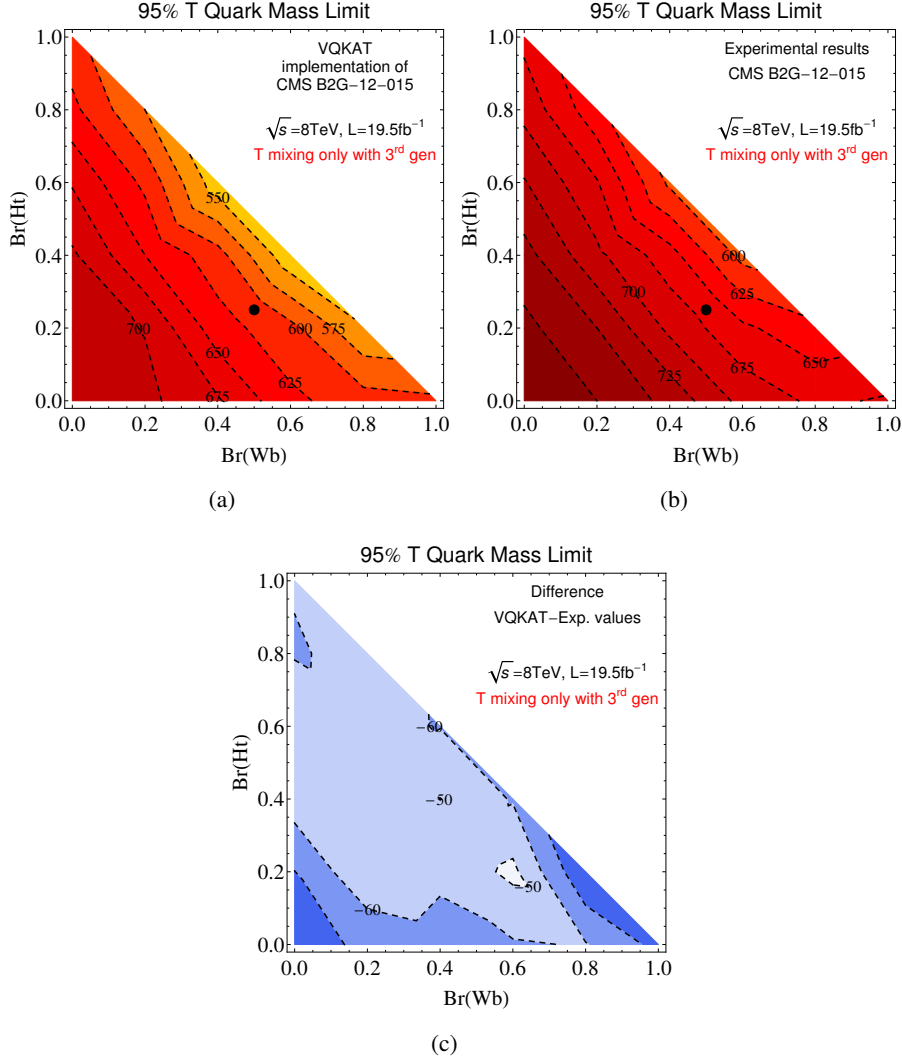 95% T Quark Mass Limit
VQKAT
implementation of
CMS B2G−12−015
√s=8TeV, L=19.5fb⁻¹
T mixing only with 3rd gen
Br(Ht)
1.0
0.8
0.6
0.4
0.2
0.0
550
700
650
675
625
600
575
0.0 0.2 0.4 0.6 0.8 1.0
Br(Wb)
(a)
95% T Quark Mass Limit
Experimental results
CMS B2G−12−015
√s=8TeV, L=19.5fb⁻¹
T mixing only with 3rd gen
Br(Ht)
1.0
0.8
0.6
0.4
0.2
0.0
600
700
625
725
675
650
0.0 0.2 0.4 0.6 0.8 1.0
Br(Wb)
(b)
95% T Quark Mass Limit
Difference
VQKAT−Exp. values
√s=8TeV, L=19.5fb⁻¹
T mixing only with 3rd gen
Br(Ht)
1.0
0.8
0.6
0.4
0.2
0.0
−60
−50
−50
−60
0.0 0.2 0.4 0.6 0.8 1.0
Br(Wb)
(c)